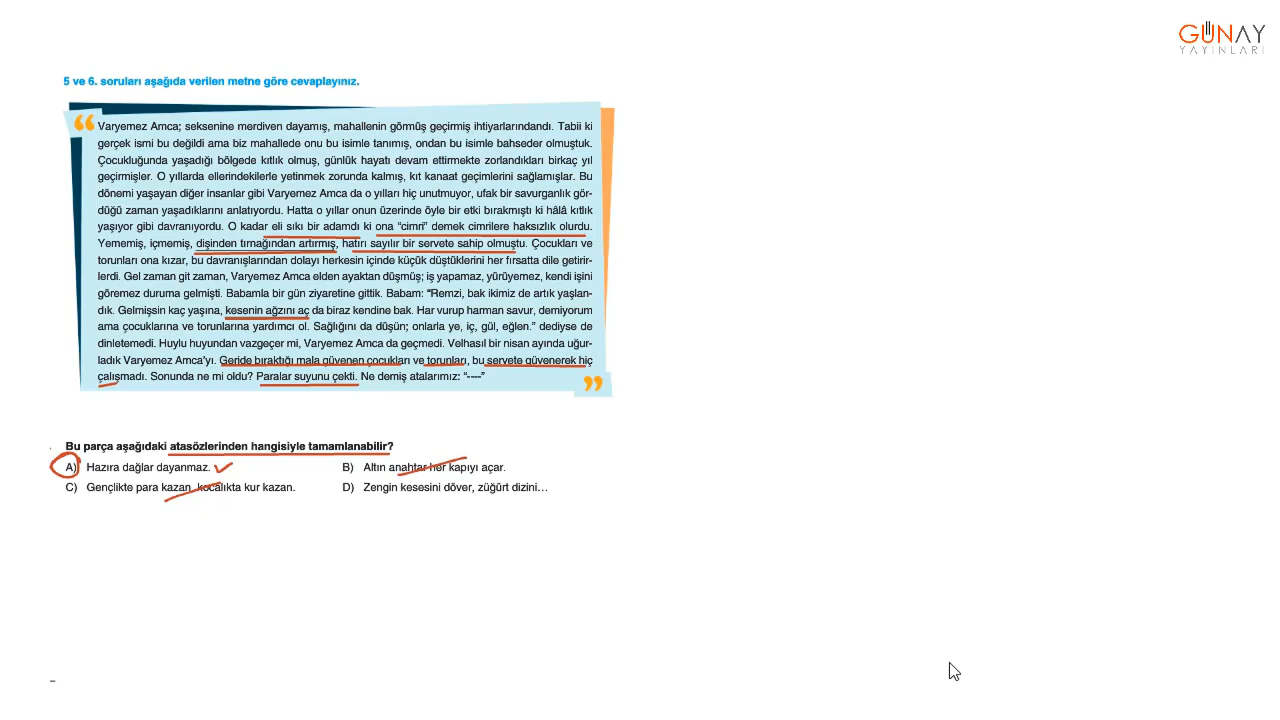 GÜNAY
YAYINLARI
5 ve 6. soruları aşağıda verilen metne göre cevaplayınız.
“ Varyemez Amca; seksenine merdiven dayamış, mahallenin görmüş geçirmiş ihtiyarlarındandı. Tabii ki
gerçek ismi bu değildi ama biz mahallede onu bu isimle tanımış, ondan bu isimle bahseder olmuştuk.
Çocukluğunda yaşadığı bölgede kıtlık olmuş, günlük hayatı devam ettirmekte zorlandıkları birkaç yıl
geçirmişler. O yıllarda ellerindekilerle yetinmek zorunda kalmış, kıt kanaat geçimlerini sağlamışlar. Bu
dönemi yaşayan diğer insanlar gibi Varyemez Amca da o yılları hiç unutmuyor, ufak bir savurganlık gör-
düğü zaman yaşadıklarını anlatıyordu. Hatta o yıllar onun üzerinde öyle bir etki bırakmıştı ki hâlâ kıtlık
yaşıyor gibi davranıyordu. O kadar eli sıkı bir adamdı ki ona “cimri” demek cimrilere haksızlık olurdu.
Yememiş, içmemiş, dişinden tırnağından artırmış, hatırı sayılır bir servete sahip olmuştu. Çocukları ve
torunları ona kızar, bu davranışlarından dolayı herkesin içinde küçük düştüklerini her fırsatta dile getirir-
lerdi. Gel zaman git zaman, Varyemez Amca elden ayaktan düşmüş; iş yapamaz, yürüyemez, kendi işini
göremez duruma gelmişti. Babamla bir gün ziyaretine gittik. Babam: “Remzi, bak ikimiz de artık yaşlan-
dık. Gelmişsin kaç yaşına, kesenin ağzını aç da biraz kendine bak. Har vurup harman savur, demiyorum
ama çocuklarına ve torunlarına yardımcı ol. Sağlığını da düşün; onlarla ye, iç, gül, eğlen.” dediyse de
dinletemedi. Huylu huyundan vazgeçer mi, Varyemez Amca da geçmedi. Velhasıl bir nisan ayında uğur-
ladık Varyemez Amca’yı. Geride bıraktığı mala güvenen çocukları ve torunları, bu servete güvenerek hiç
çalışmadı. Sonunda ne mi oldu? Paralar suyunu çekti. Ne demiş atalarımız: “----” ”
Bu parça aşağıdaki atasözlerinden hangisiyle tamamlanabilir?
A) Hazıra dağlar dayanmaz. B) Altın anahtar her kapıyı açar.
C) Gençlikte para kazan, kocalıkta kur kazan. D) Zengin kesesini döver, züğürt dizini…